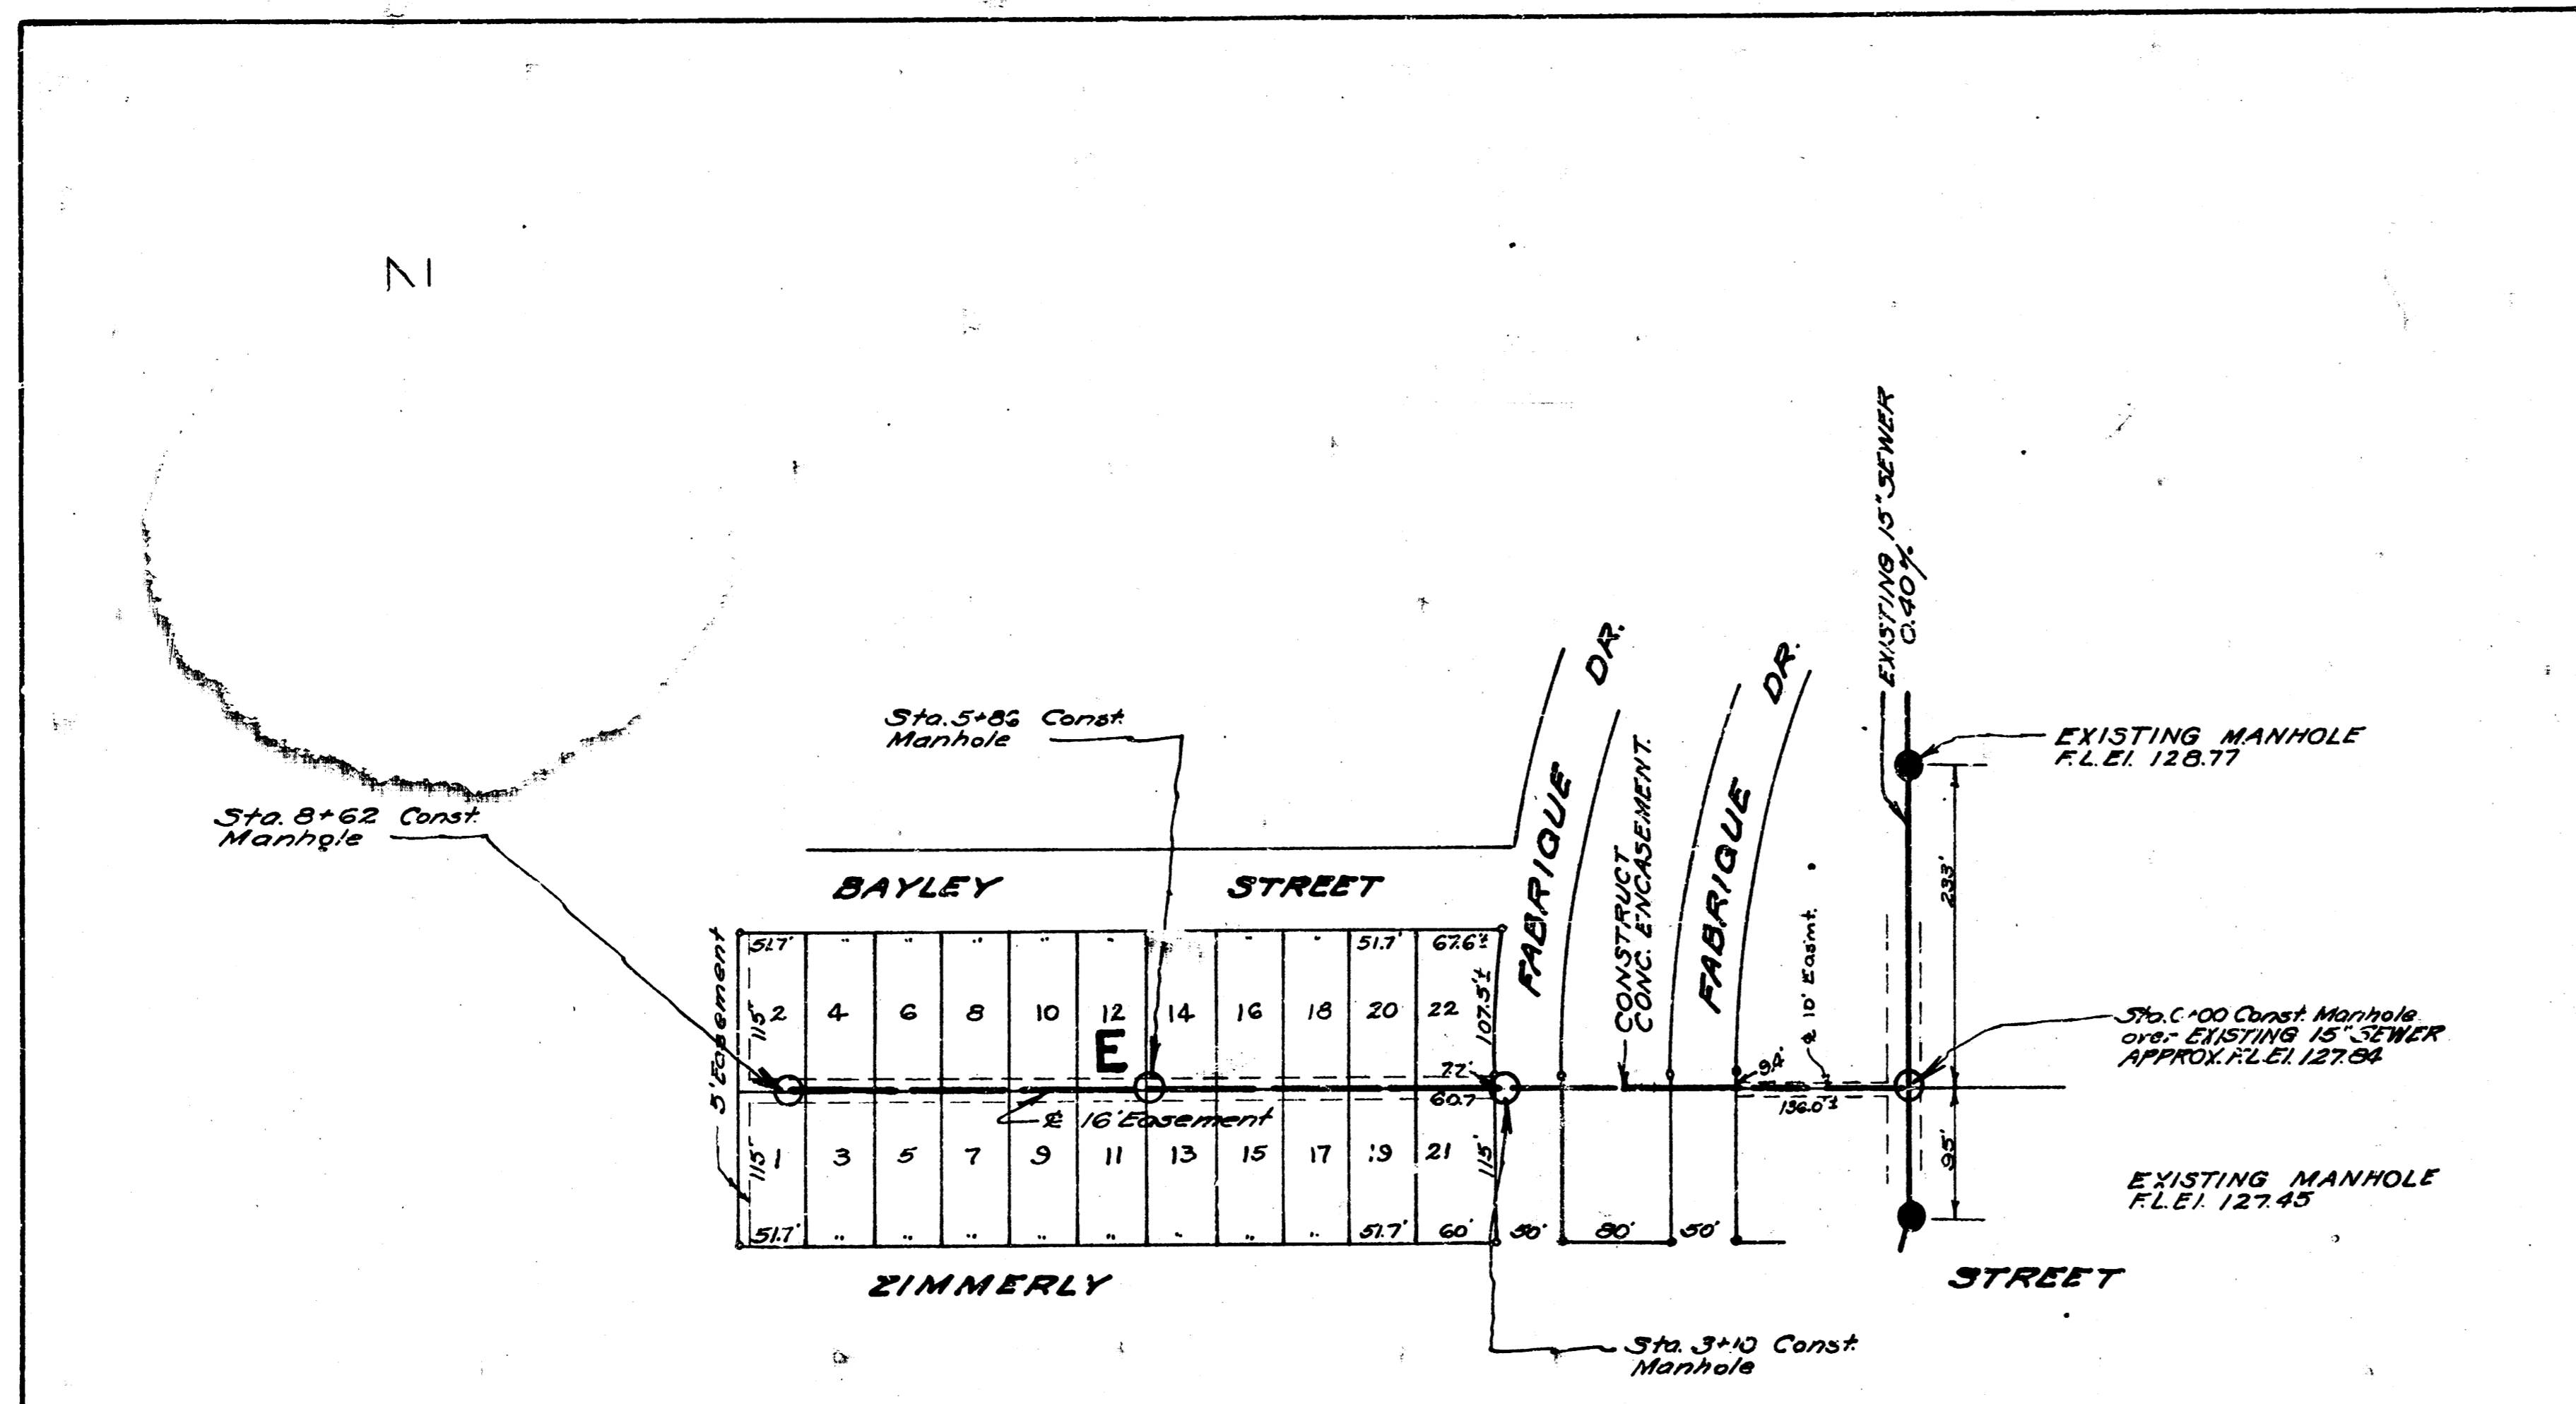 N
EXISTING 15" SEWER
0.40%
Sta. 5+86 Const.
Manhole
EXISTING MANHOLE
F.L.El. 128.77
Sta. 8+62 Const.
Manhole
BAYLEY STREET
FABRIQUE DR.
CONSTRUCT
CONC. ENCASEMENT.
FABRIQUE DR.
233'
5' Easement
51.7' " " " " " " " 51.7' 67.6'±
115' 2 4 6 8 10 12 14 16 18 20 22 107.5'±
E
℄ 10' Easmt.
Sta. 0+00 Const. Manhole
over EXISTING 15" SEWER
APPROX. F.L.El. 127.84
7.2'
9.4'
60.7
136.0'±
℄ 16' Easement
115' 1 3 5 7 9 11 13 15 17 19 21 115'
95'
EXISTING MANHOLE
F.L.El. 127.45
51.7' " " " " " " " " 51.7' 60' 50' 80' 50'
ZIMMERLY STREET
Sta. 3+10 Const.
Manhole